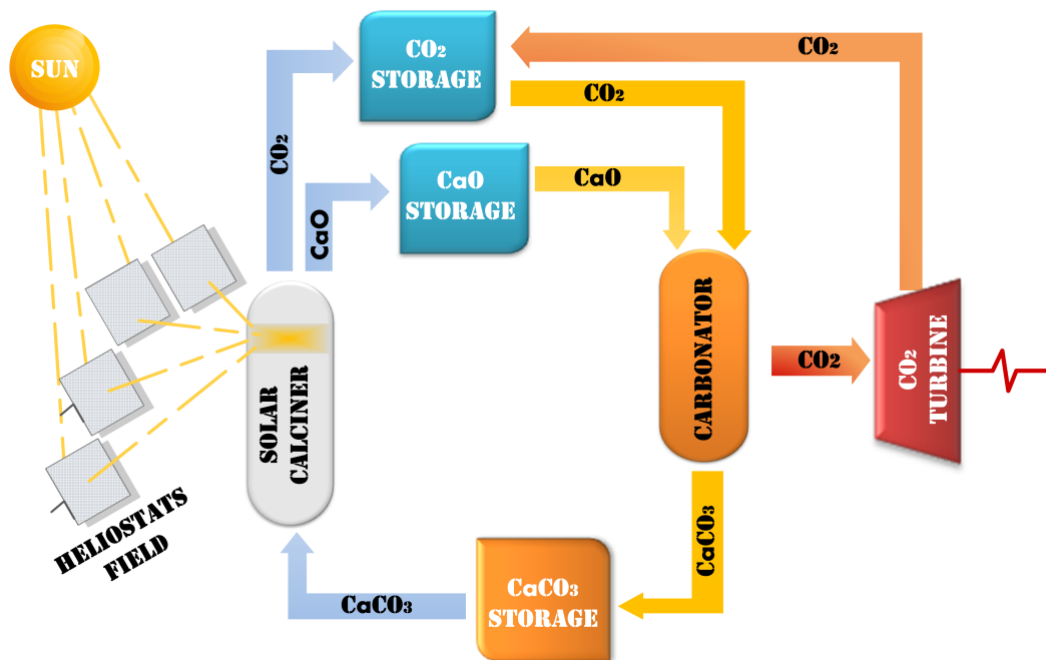 SUN
CO₂
STORAGE
CO₂
CO₂
CO₂
CaO
STORAGE
CaO
CaO
SOLAR
CALCINER
CARBONATOR
CO₂
CO₂
TURBINE
HELIOSTATS
FIELD
CaCO₃
CaCO₃
STORAGE
CaCO₃